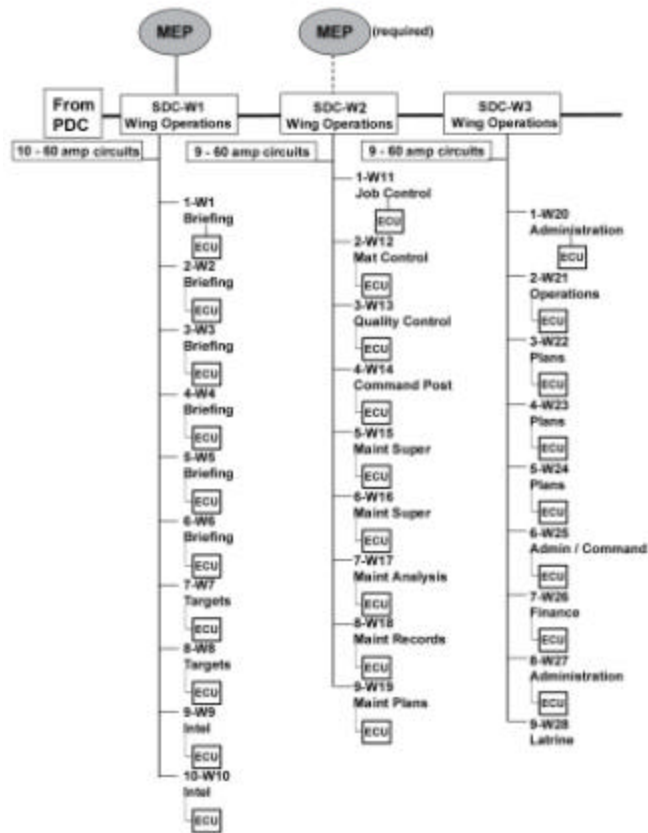 MEP
MEP (required)
From
PDC
SDC-W1
Wing Operations
SDC-W2
Wing Operations
SDC-W3
Wing Operations
10 - 60 amp circuits
9 - 60 amp circuits
9 - 60 amp circuits
1-W1
Briefing
ECU
2-W2
Briefing
ECU
3-W3
Briefing
ECU
4-W4
Briefing
ECU
5-W5
Briefing
ECU
6-W6
Briefing
ECU
7-W7
Targets
ECU
8-W8
Targets
ECU
9-W9
Intel
ECU
10-W10
Intel
ECU
1-W11
Job Control
ECU
2-W12
Mat Control
ECU
3-W13
Quality Control
ECU
4-W14
Command Post
ECU
5-W15
Maint Super
ECU
6-W16
Maint Super
ECU
7-W17
Maint Analysis
ECU
8-W18
Maint Records
ECU
9-W19
Maint Plans
ECU
1-W20
Administration
ECU
2-W21
Operations
ECU
3-W22
Plans
ECU
4-W23
Plans
ECU
5-W24
Plans
ECU
6-W25
Admin / Command
ECU
7-W26
Finance
ECU
8-W27
Administration
ECU
9-W28
Latrine